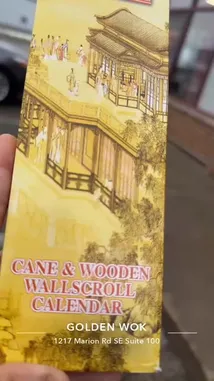 CANE & WOODEN
WALLSCROLL
CALENDAR
GOLDEN WOK
1217 Marion Rd SE Suite 100